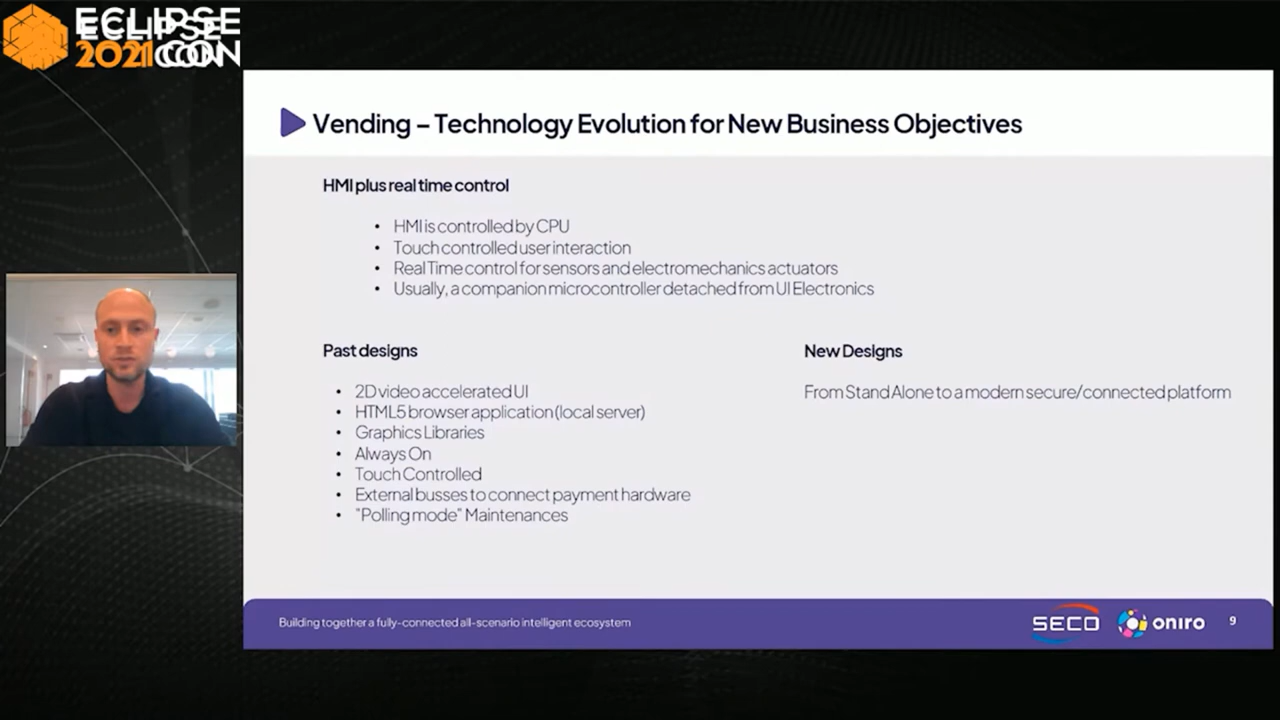 ECLIPSE
2021 CON
Vending – Technology Evolution for New Business Objectives
HMI plus real time control
• HMI is controlled by CPU
• Touch controlled user interaction
• Real Time control for sensors and electromechanics actuators
• Usually, a companion microcontroller detached from UI Electronics
Past designs
• 2D video accelerated UI
• HTML5 browser application (local server)
• Graphics Libraries
• Always On
• Touch Controlled
• External busses to connect payment hardware
• "Polling mode" Maintenances
New Designs
From Stand Alone to a modern secure/connected platform
Building together a fully-connected all-scenario intelligent ecosystem
SECO
oniro
9